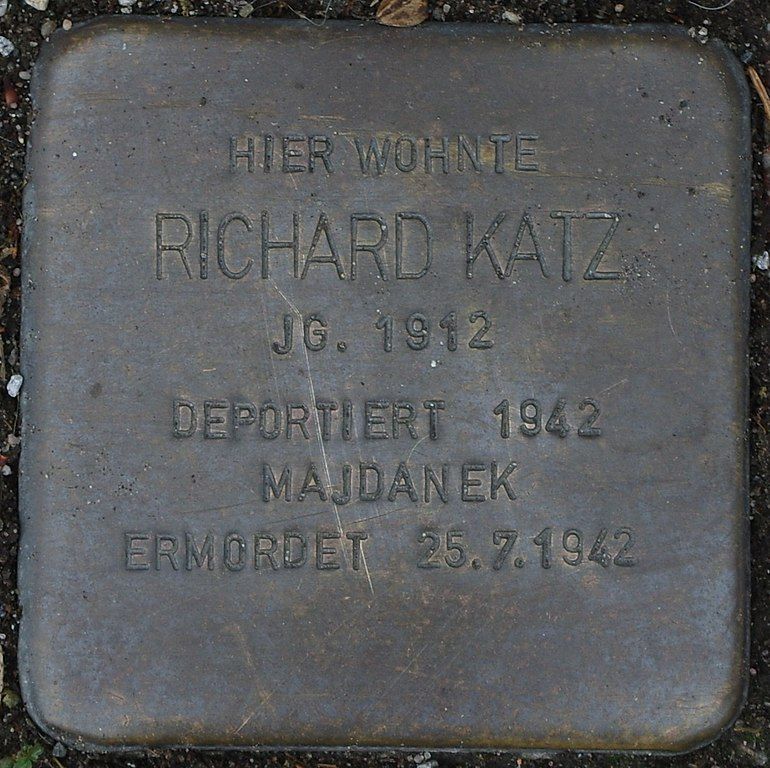 HIER WOHNTE
RICHARD KATZ
JG. 1912
DEPORTIERT 1942
MAJDANEK
ERMORDET 25.7.1942